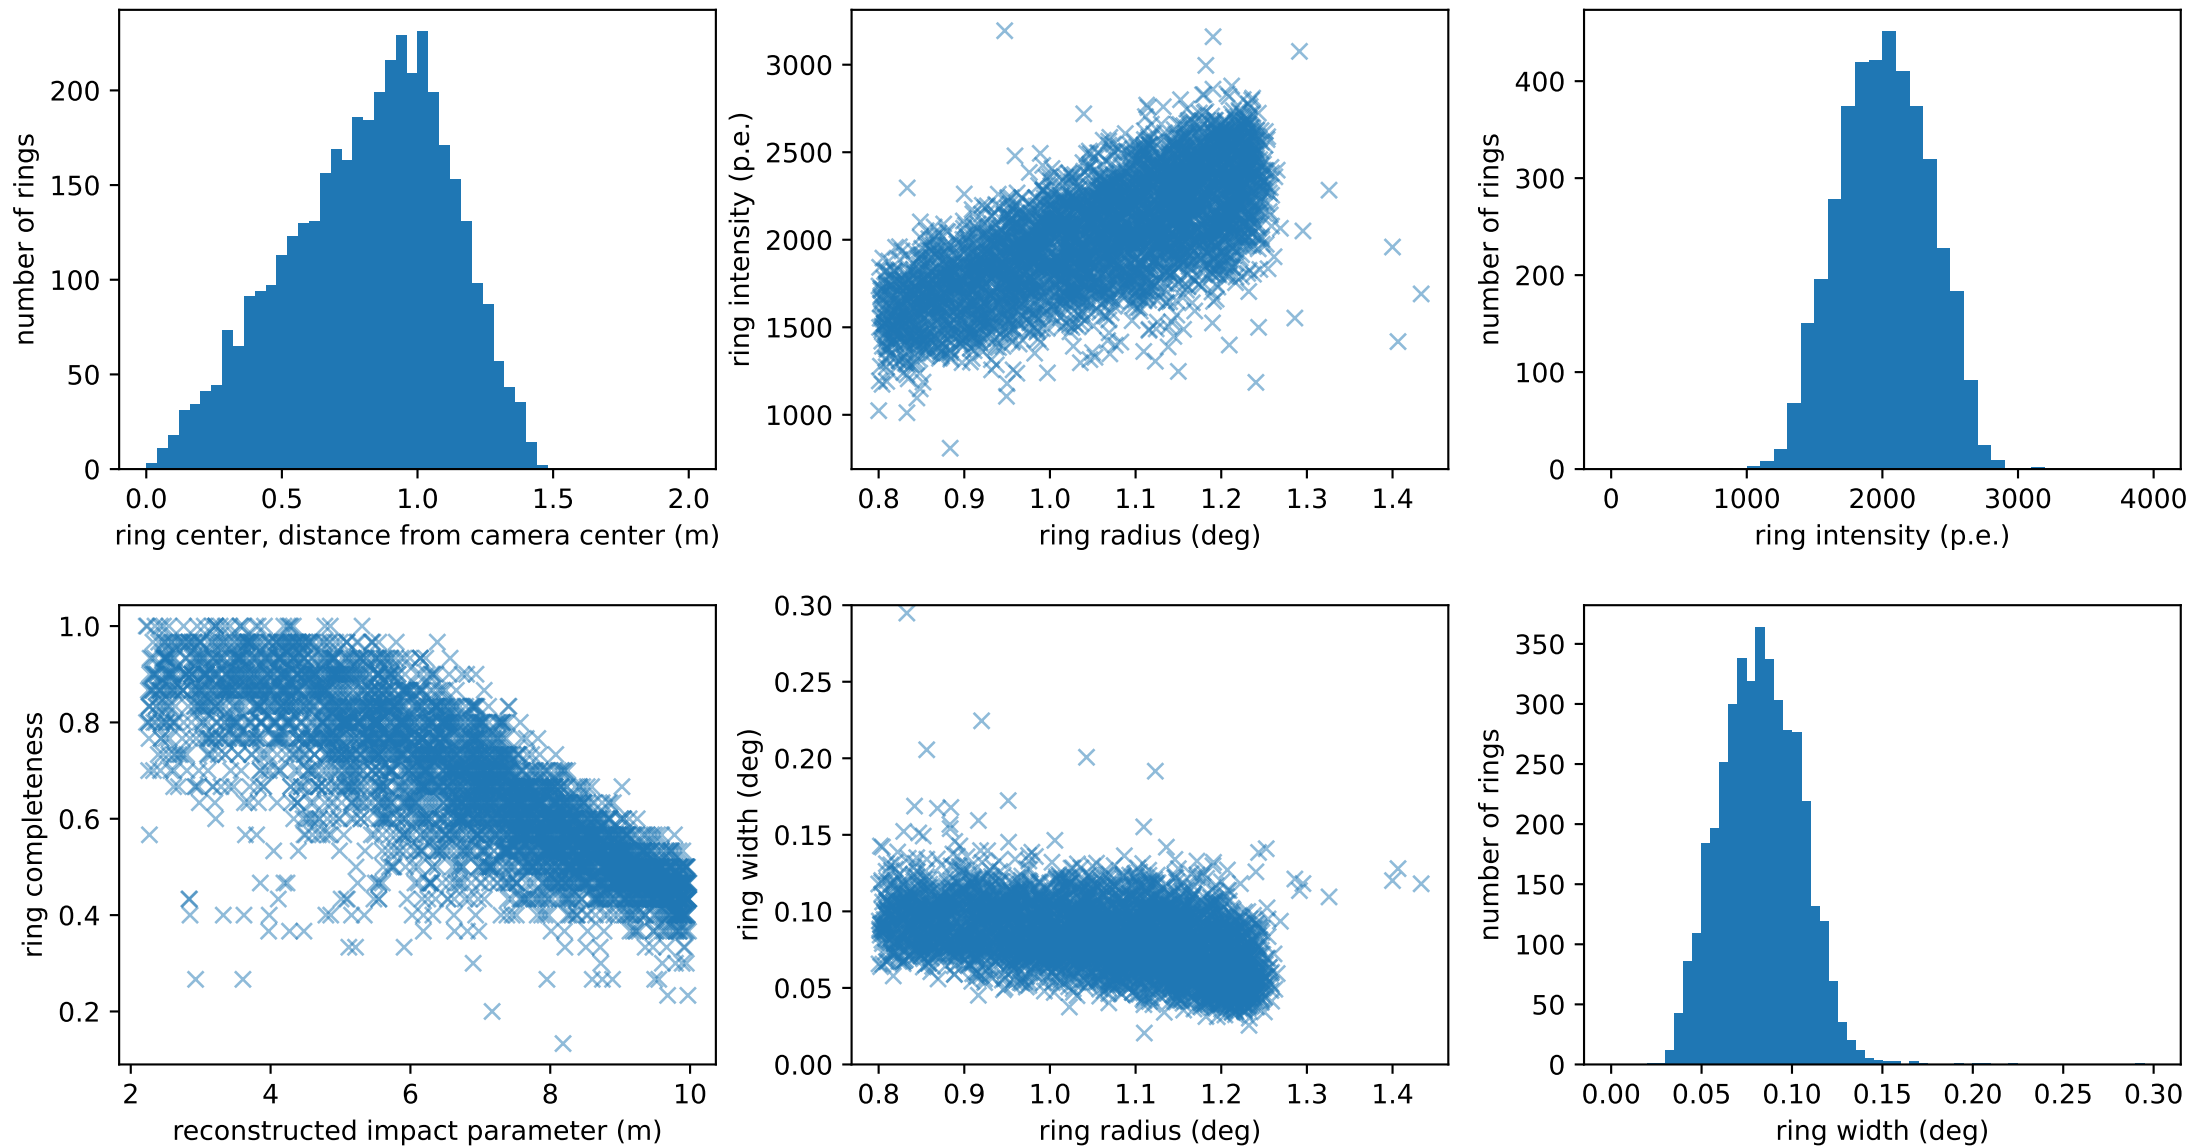 number of rings
200
150
100
50
0
0.0 0.5 1.0 1.5 2.0
ring center, distance from camera center (m)
ring intensity (p.e.)
3000
2500
2000
1500
1000
0.8 0.9 1.0 1.1 1.2 1.3 1.4
ring radius (deg)
number of rings
400
300
200
100
0
0 1000 2000 3000 4000
ring intensity (p.e.)
ring completeness
1.0
0.8
0.6
0.4
0.2
2 4 6 8 10
reconstructed impact parameter (m)
ring width (deg)
0.30
0.25
0.20
0.15
0.10
0.05
0.00
0.8 0.9 1.0 1.1 1.2 1.3 1.4
ring radius (deg)
number of rings
350
300
250
200
150
100
50
0
0.00 0.05 0.10 0.15 0.20 0.25 0.30
ring width (deg)